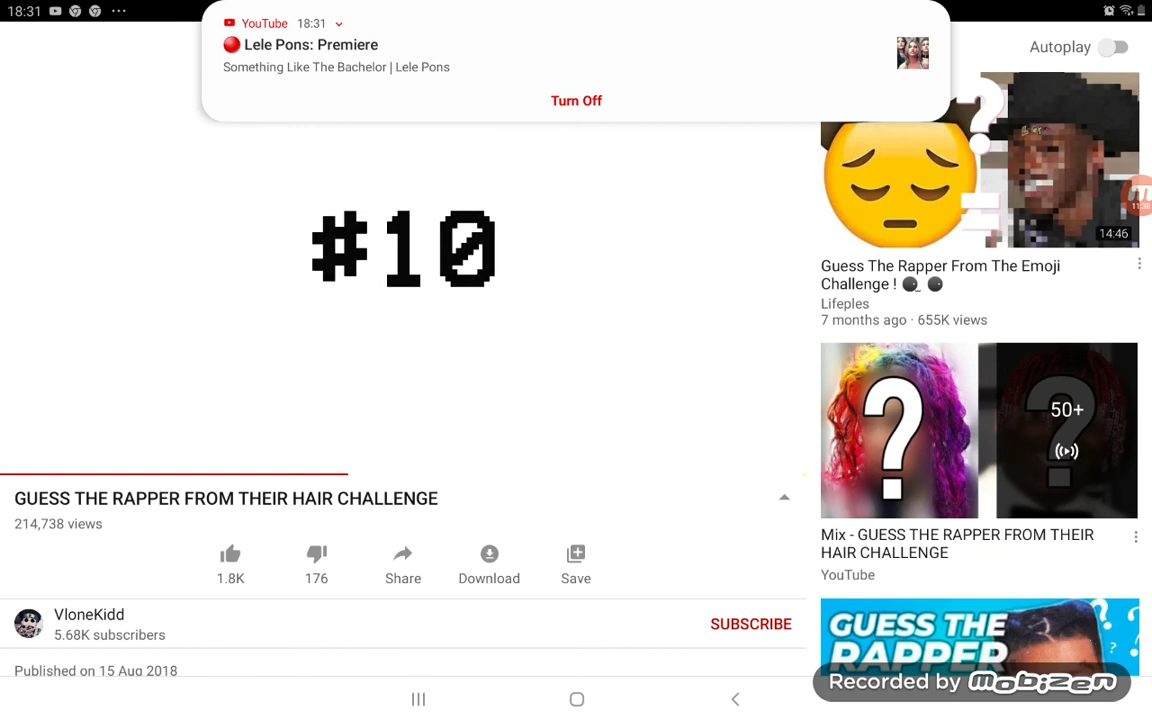 18:31
YouTube 18:31
Lele Pons: Premiere
Something Like The Bachelor | Lele Pons
Turn Off
Autoplay
#10
?
14:46
11:36
Guess The Rapper From The Emoji
Challenge !
Lifeples
7 months ago · 655K views
? ?
50+
Mix - GUESS THE RAPPER FROM THEIR
HAIR CHALLENGE
YouTube
GUESS THE RAPPER FROM THEIR HAIR CHALLENGE
214,738 views
1.8K 176 Share Download Save
VloneKidd
5.68K subscribers
SUBSCRIBE
Published on 15 Aug 2018
GUESS THE
RAPPER
Recorded by mobizen